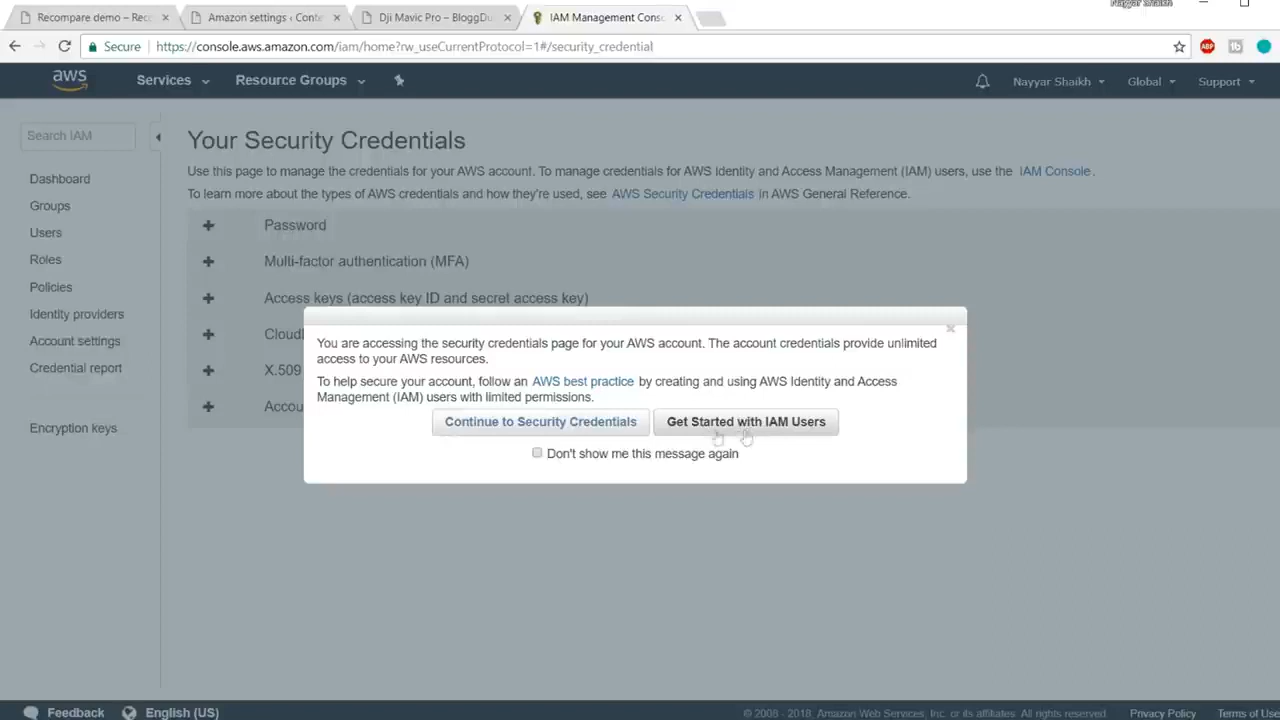 Nayyar Shaikh
Recompare demo – Reco
Amazon settings ‹ Conte
Dji Mavic Pro – BloggDu
IAM Management Conso
Secure
https://console.aws.amazon.com/iam/home?rw_useCurrentProtocol=1#/security_credential
ABP
tb
aws
Services
Resource Groups
Nayyar Shaikh
Global
Support
Search IAM
Dashboard
Groups
Users
Roles
Policies
Identity providers
Account settings
Credential report
Encryption keys
Your Security Credentials
Use this page to manage the credentials for your AWS account. To manage credentials for AWS Identity and Access Management (IAM) users, use the IAM Console.
To learn more about the types of AWS credentials and how they're used, see AWS Security Credentials in AWS General Reference.
Password
Multi-factor authentication (MFA)
Access keys (access key ID and secret access key)
CloudF
X.509
Accou
You are accessing the security credentials page for your AWS account. The account credentials provide unlimited
access to your AWS resources.
To help secure your account, follow an AWS best practice by creating and using AWS Identity and Access
Management (IAM) users with limited permissions.
Continue to Security Credentials
Get Started with IAM Users
Don't show me this message again
Feedback
English (US)
© 2008 - 2018, Amazon Web Services, Inc. or its affiliates. All rights reserved.
Privacy Policy
Terms of Use